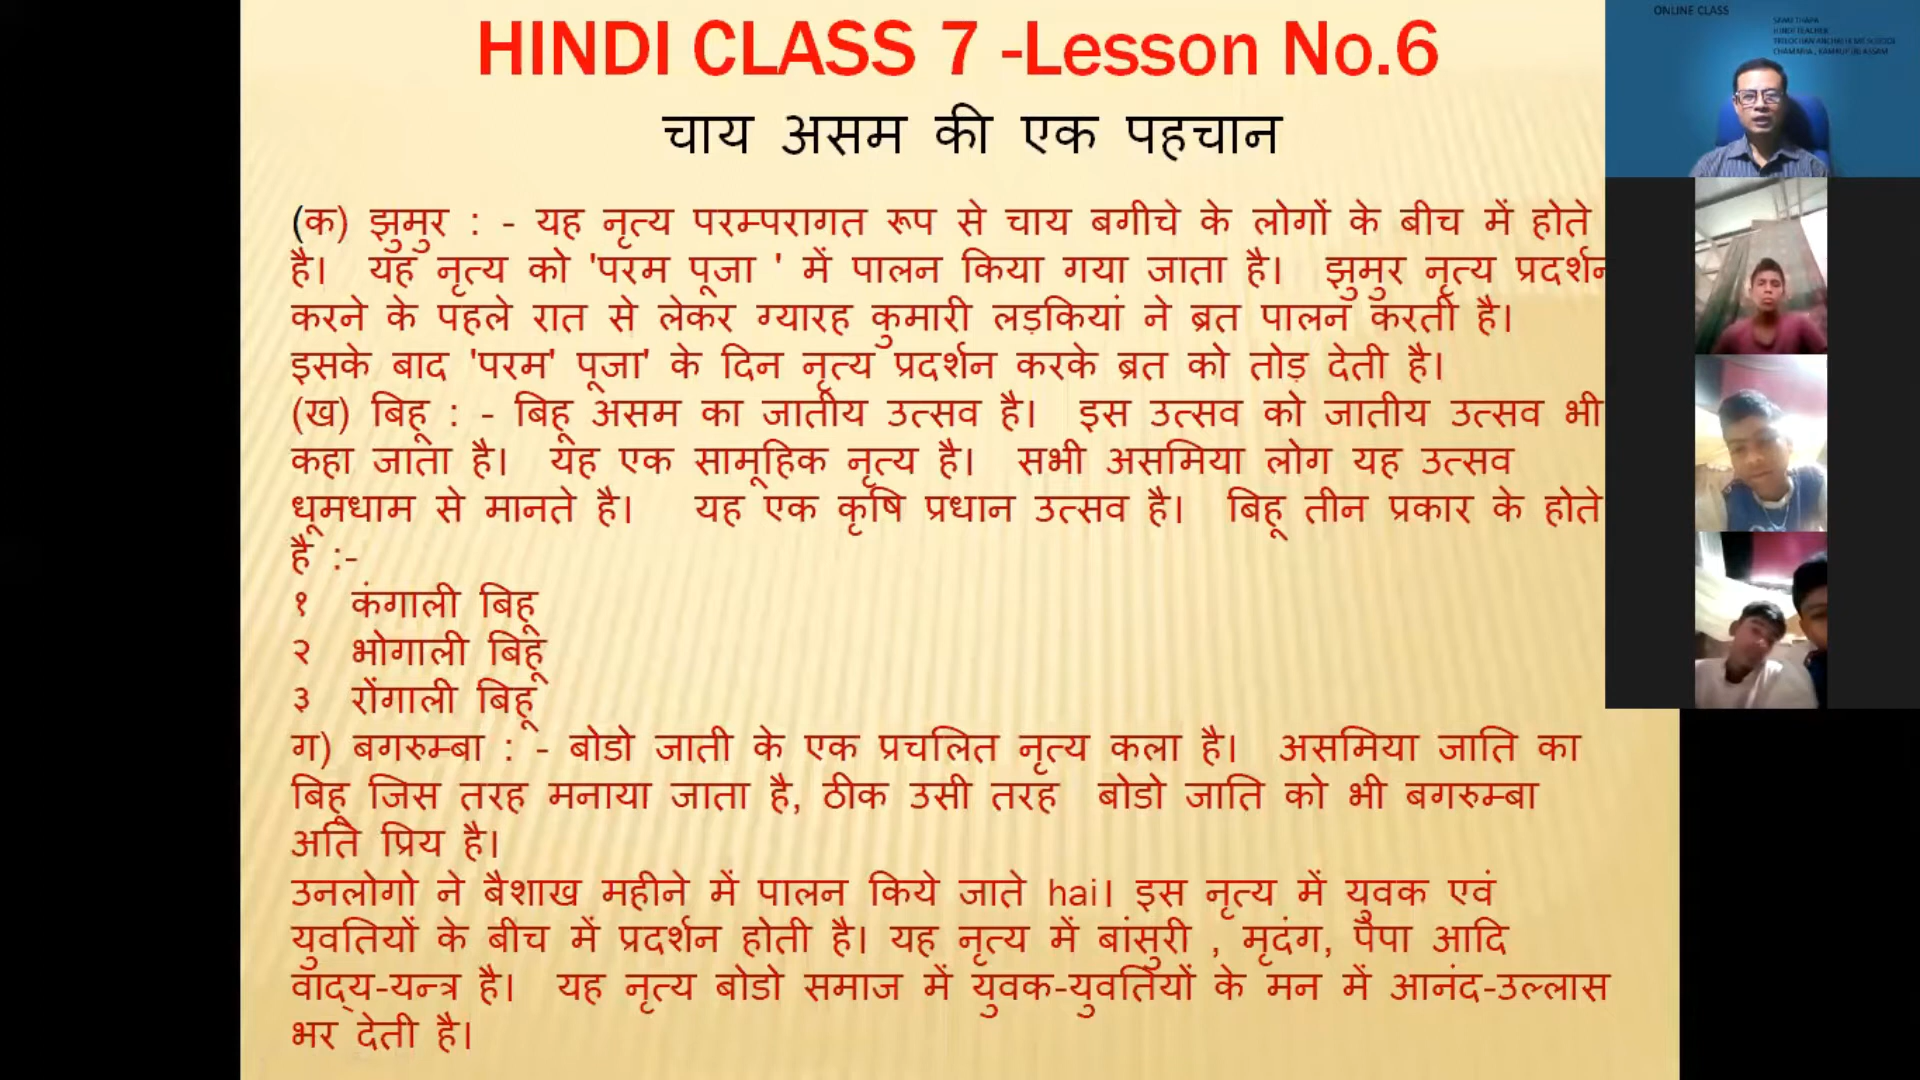 HINDI CLASS 7 -Lesson No.6
चाय असम की एक पहचान
(क) झुमुर : - यह नृत्य परम्परागत रूप से चाय बगीचे के लोगों के बीच में होते
है। यह नृत्य को 'परम पूजा ' में पालन किया गया जाता है। झुमुर नृत्य प्रदर्शन
करने के पहले रात से लेकर ग्यारह कुमारी लड़कियां ने ब्रत पालन करती है।
इसके बाद 'परम' पूजा' के दिन नृत्य प्रदर्शन करके ब्रत को तोड़ देती है।
(ख) बिहू : - बिहू असम का जातीय उत्सव है। इस उत्सव को जातीय उत्सव भी
कहा जाता है। यह एक सामूहिक नृत्य है। सभी असमिया लोग यह उत्सव
धूमधाम से मानते है। यह एक कृषि प्रधान उत्सव है। बिहू तीन प्रकार के होते
है :-
१ कंगाली बिहू
२ भोगाली बिहू
३ रोंगाली बिहू
ग) बगरुम्बा : - बोडो जाती के एक प्रचलित नृत्य कला है। असमिया जाति का
बिहू जिस तरह मनाया जाता है, ठीक उसी तरह बोडो जाति को भी बगरुम्बा
अति प्रिय है।
उनलोगो ने बैशाख महीने में पालन किये जाते hai। इस नृत्य में युवक एवं
युवतियों के बीच में प्रदर्शन होती है। यह नृत्य में बांसुरी , मृदंग, पेपा आदि
वाद्य-यन्त्र है। यह नृत्य बोडो समाज में युवक-युवतियों के मन में आनंद-उल्लास
भर देती है।
ONLINE CLASS
HINDI TEACHER